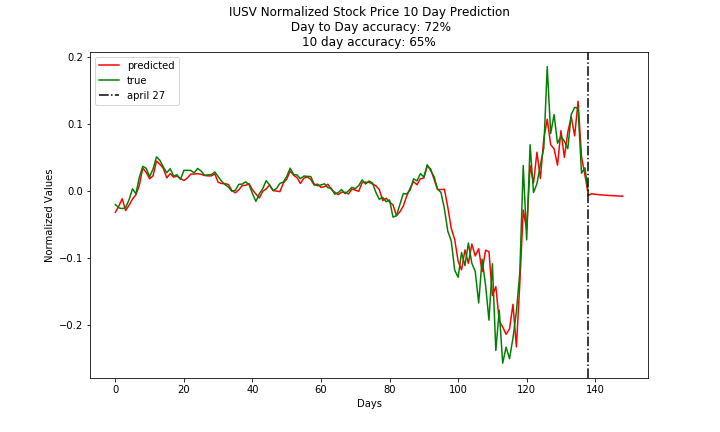 IUSV Normalized Stock Price 10 Day Prediction
Day to Day accuracy: 72%
10 day accuracy: 65%
predicted
true
april 27
0.2
0.1
0.0
−0.1
−0.2
Normalized Values
0
20
40
60
80
100
120
140
Days